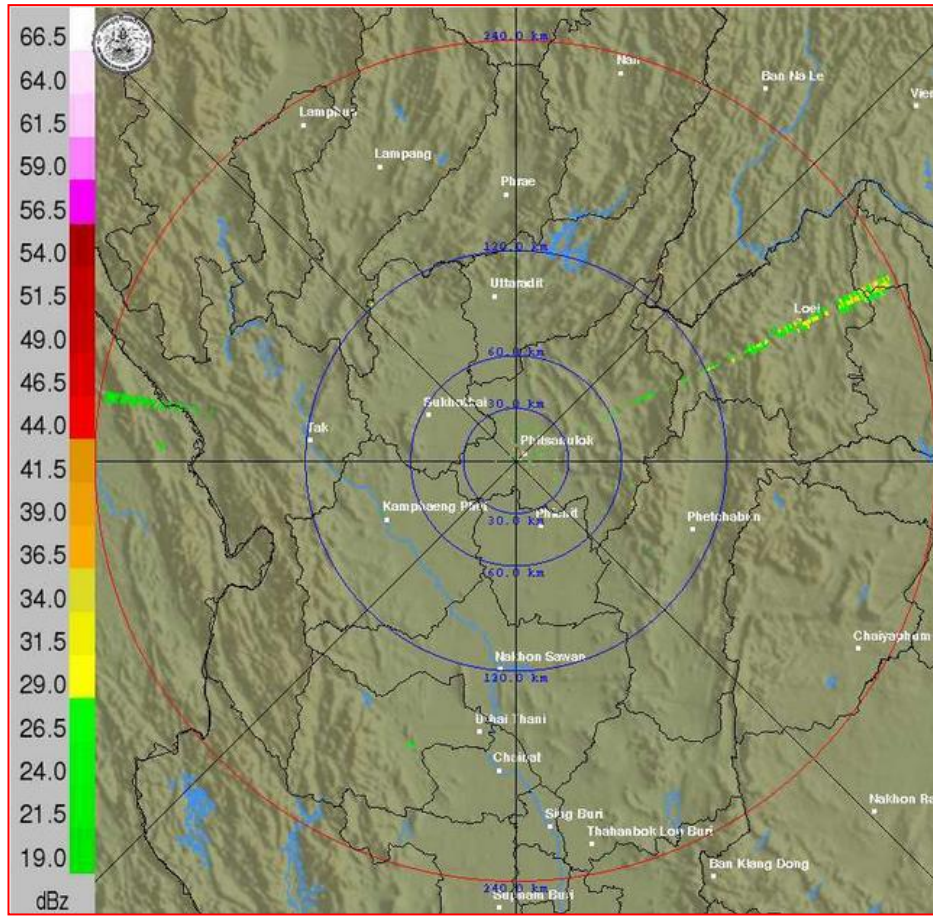 66.5
64.0
61.5
59.0
56.5
54.0
51.5
49.0
46.5
44.0
41.5
39.0
36.5
34.0
31.5
29.0
26.5
24.0
21.5
19.0
dBz
240.0 km
Nan
Ban Na Le
Lamphun
Lampang
Phrae
120.0 km
Uttaradit
Loei
60.0 km
30.0 km
Sukhothai
Tak
Phitsanulok
Kamphaeng Phet
Phichit
30.0 km
Phetchabun
60.0 km
Chaiyaphum
Nakhon Sawan
120.0 km
Uthai Thani
Chainat
Sing Buri
Thahanbok Lop Buri
Ban Klang Dong
240.0 km
Suphan Buri